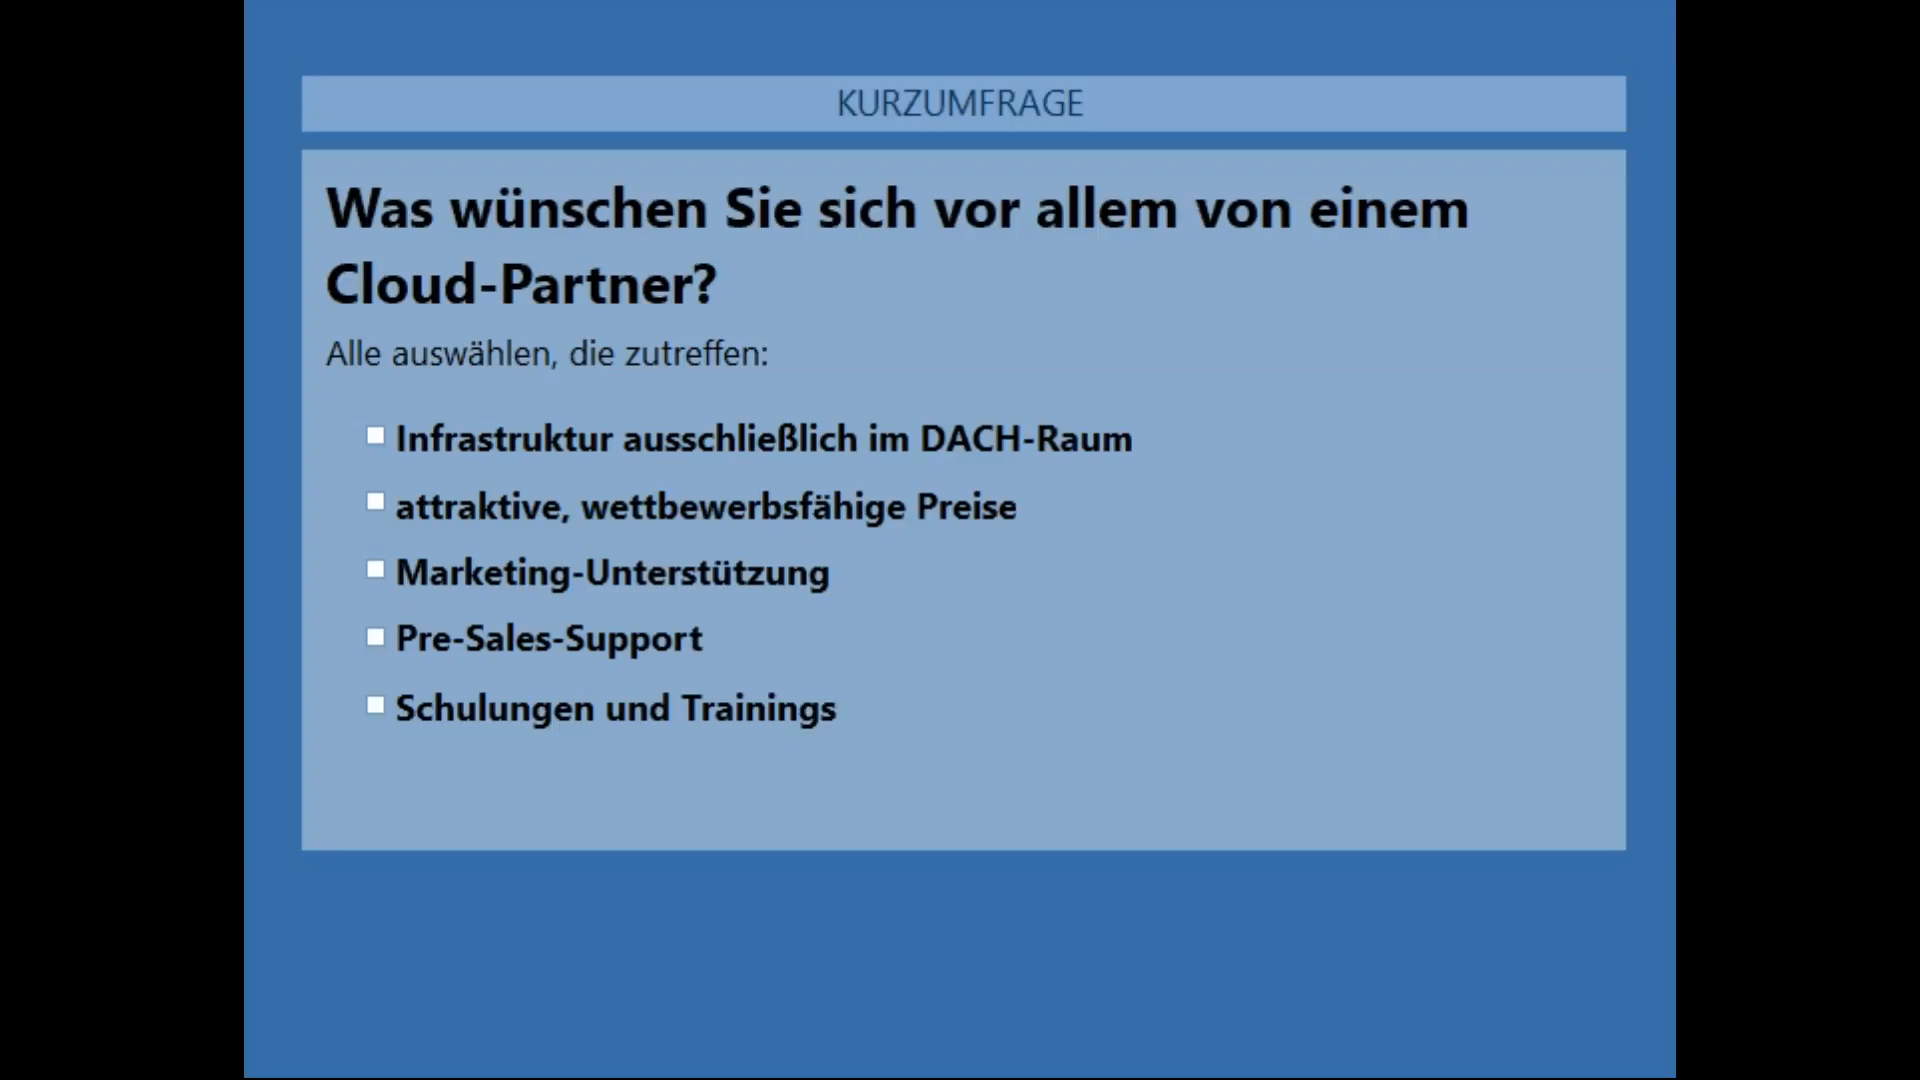 KURZUMFRAGE
Was wünschen Sie sich vor allem von einem
Cloud-Partner?
Alle auswählen, die zutreffen:
Infrastruktur ausschließlich im DACH-Raum
attraktive, wettbewerbsfähige Preise
Marketing-Unterstützung
Pre-Sales-Support
Schulungen und Trainings